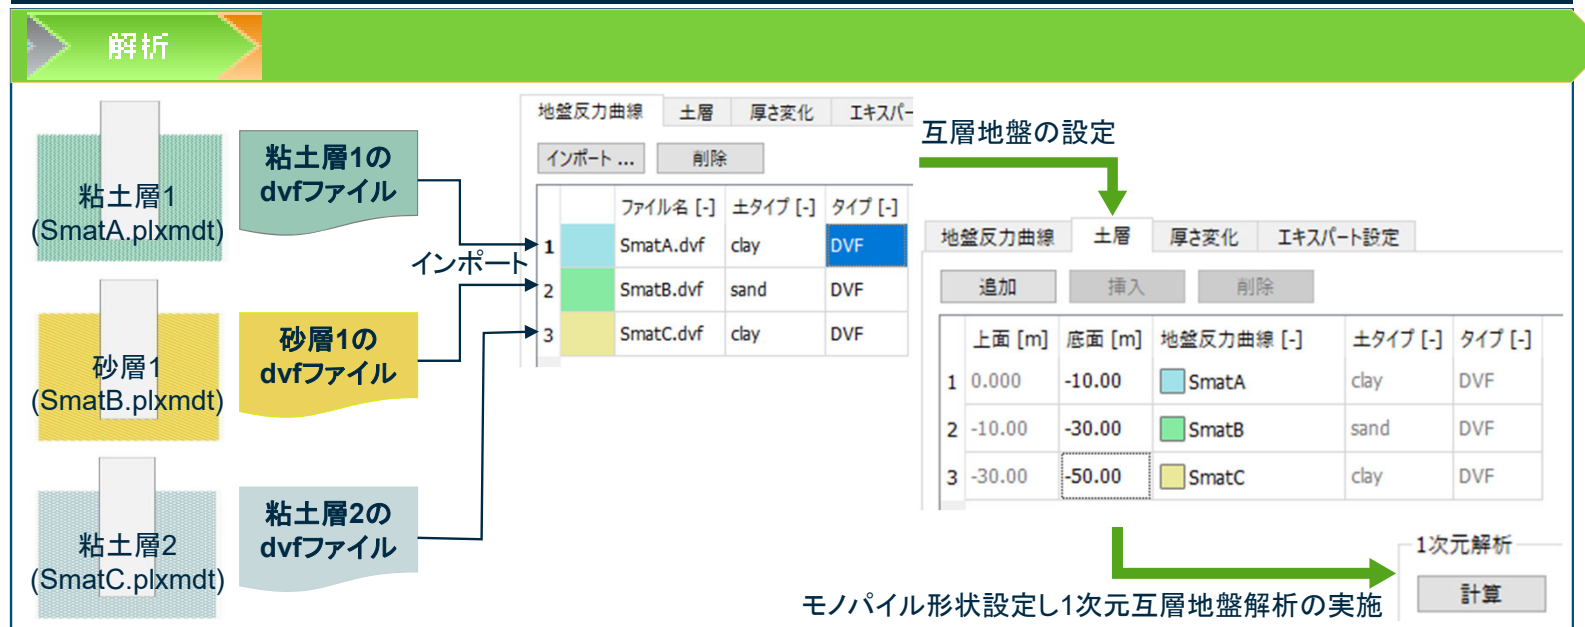 解析
粘土層1
(SmatA.plxmdt)
粘土層1の
dvfファイル
砂層1
(SmatB.plxmdt)
砂層1の
dvfファイル
粘土層2
(SmatC.plxmdt)
粘土層2の
dvfファイル
インポート
地盤反力曲線 土層 厚さ変化 エキスパー
インポート ... 削除
ファイル名 [-] 土タイプ [-] タイプ [-]
1 SmatA.dvf clay DVF
2 SmatB.dvf sand DVF
3 SmatC.dvf clay DVF
互層地盤の設定
地盤反力曲線 土層 厚さ変化 エキスパート設定
追加 挿入 削除
上面 [m] 底面 [m] 地盤反力曲線 [-] 土タイプ [-] タイプ [-]
1 0.000 -10.00 SmatA clay DVF
2 -10.00 -30.00 SmatB sand DVF
3 -30.00 -50.00 SmatC clay DVF
モノパイル形状設定し1次元互層地盤解析の実施
1次元解析
計算